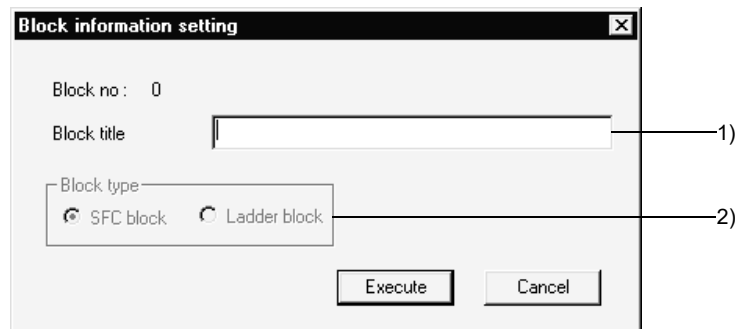 Block information setting
Block no : 0
Block title
1)
Block type
SFC block Ladder block
2)
Execute Cancel